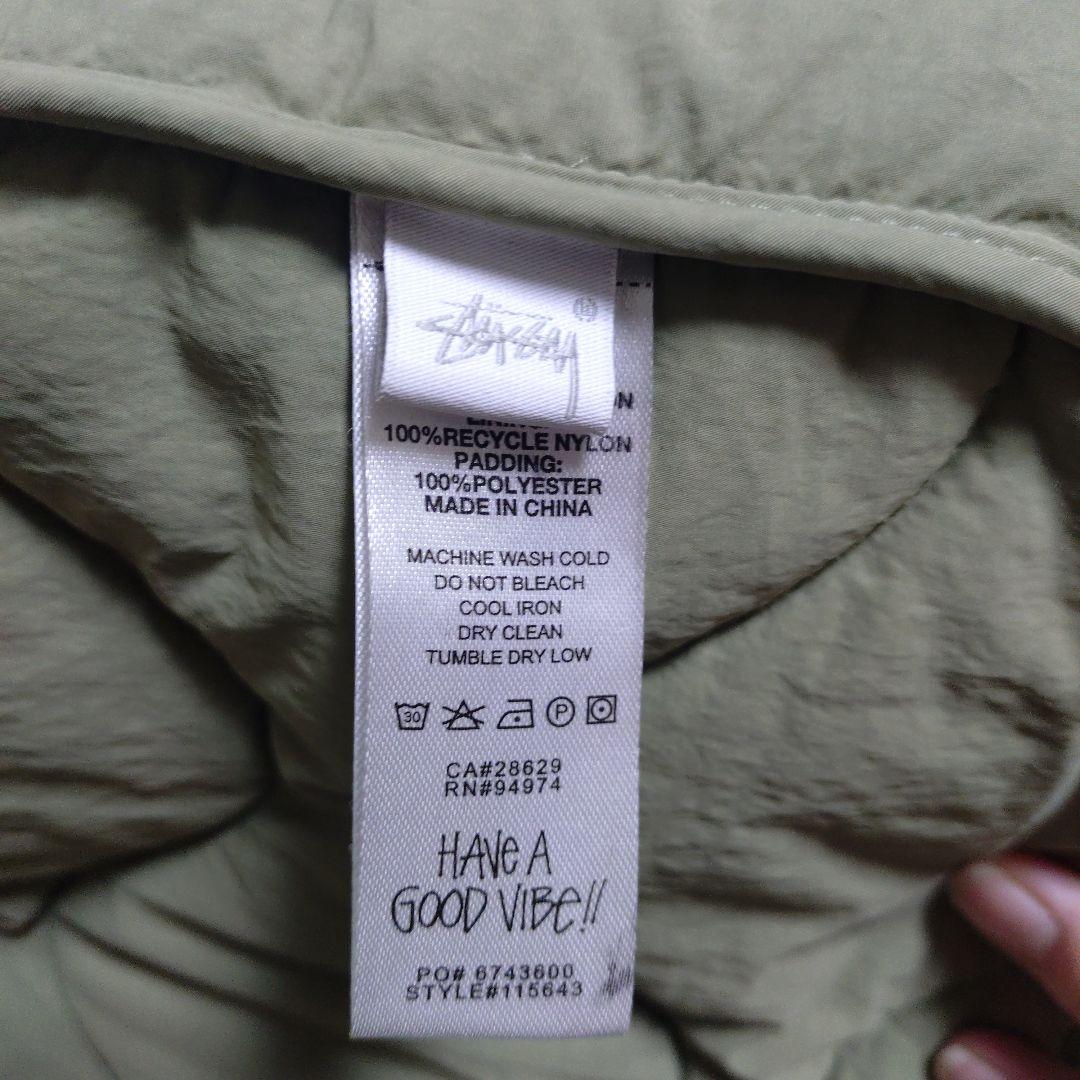 Stüssy ®
100%RECYCLE NYLON
PADDING:
100%POLYESTER
MADE IN CHINA
MACHINE WASH COLD
DO NOT BLEACH
COOL IRON
DRY CLEAN
TUMBLE DRY LOW
30 P
CA#28629
RN#94974
HAVE A
GOOD VIBE!!
PO# 6743600
STYLE#115643